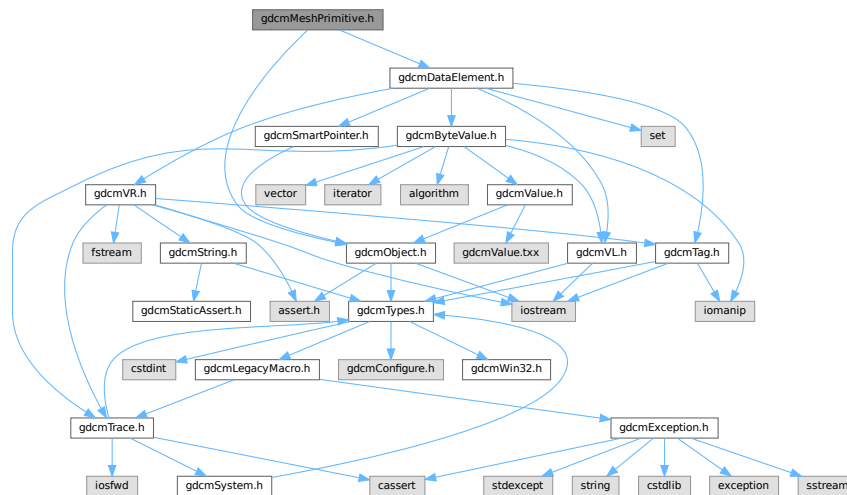 gdcmMeshPrimitive.h
gdcmDataElement.h
gdcmSmartPointer.h
gdcmByteValue.h
set
gdcmVR.h
vector
iterator
algorithm
gdcmValue.h
fstream
gdcmString.h
gdcmObject.h
gdcmValue.txx
gdcmVL.h
gdcmTag.h
gdcmStaticAssert.h
assert.h
gdcmTypes.h
iostream
iomanip
cstdint
gdcmLegacyMacro.h
gdcmConfigure.h
gdcmWin32.h
gdcmTrace.h
gdcmException.h
iosfwd
gdcmSystem.h
cassert
stdexcept
string
cstdlib
exception
sstream